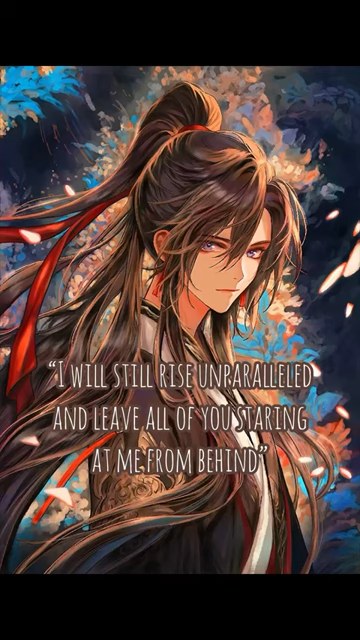 “I WILL STILL RISE UNPARALLELED
AND LEAVE ALL OF YOU STARING
AT ME FROM BEHIND”